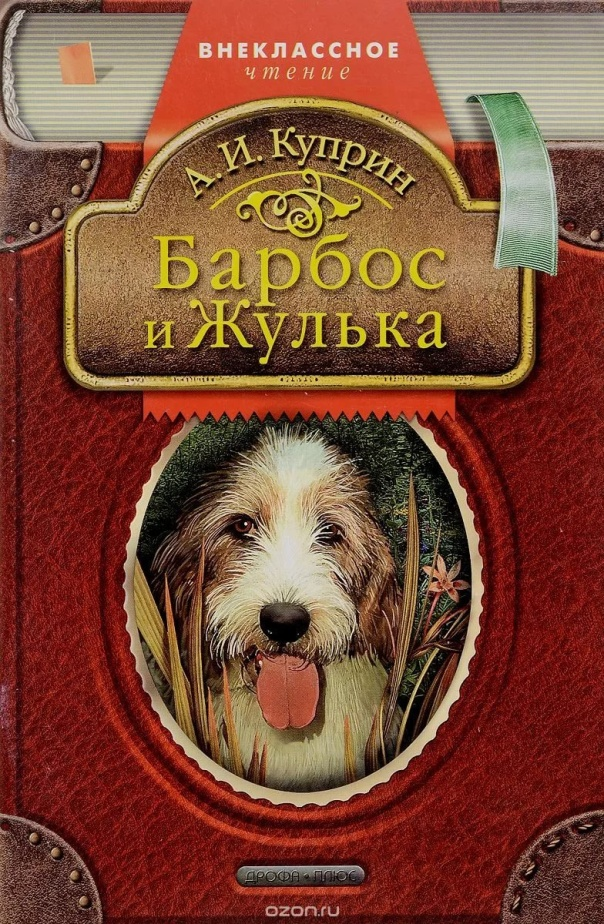 ВНЕКЛАССНОЕ
чтение
А. И. Куприн
Барбос
и Жулька
ДРОФА • ПЛЮС
ozon.ru